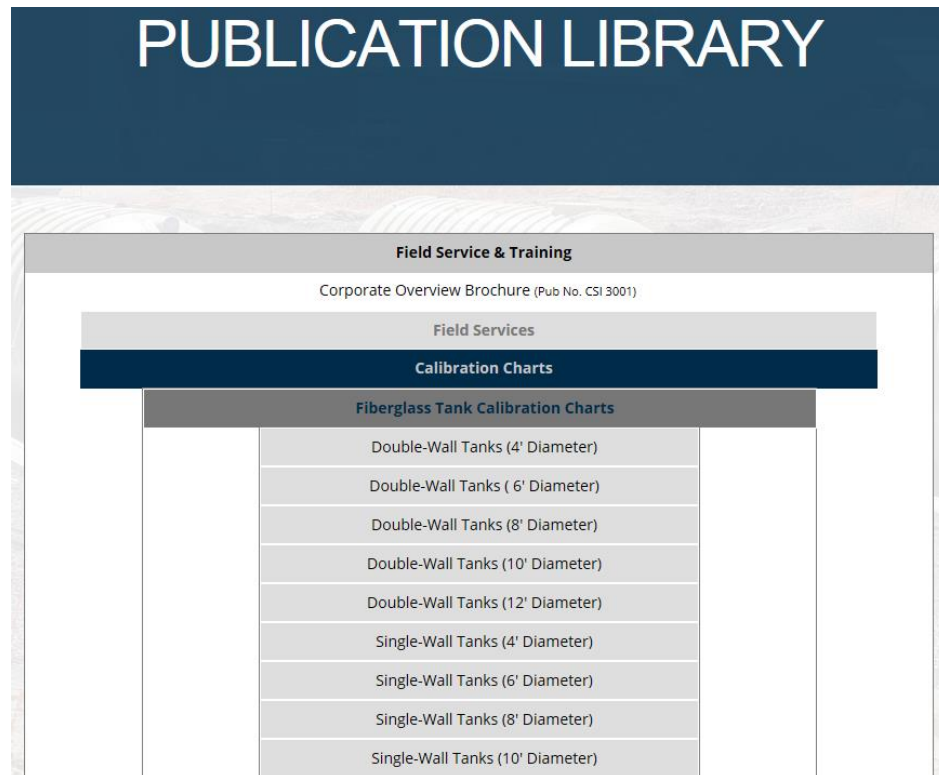 PUBLICATION LIBRARY
Field Service & Training
Corporate Overview Brochure (Pub No. CSI 3001)
Field Services
Calibration Charts
Fiberglass Tank Calibration Charts
Double-Wall Tanks (4' Diameter)
Double-Wall Tanks ( 6' Diameter)
Double-Wall Tanks (8' Diameter)
Double-Wall Tanks (10' Diameter)
Double-Wall Tanks (12' Diameter)
Single-Wall Tanks (4' Diameter)
Single-Wall Tanks (6' Diameter)
Single-Wall Tanks (8' Diameter)
Single-Wall Tanks (10' Diameter)